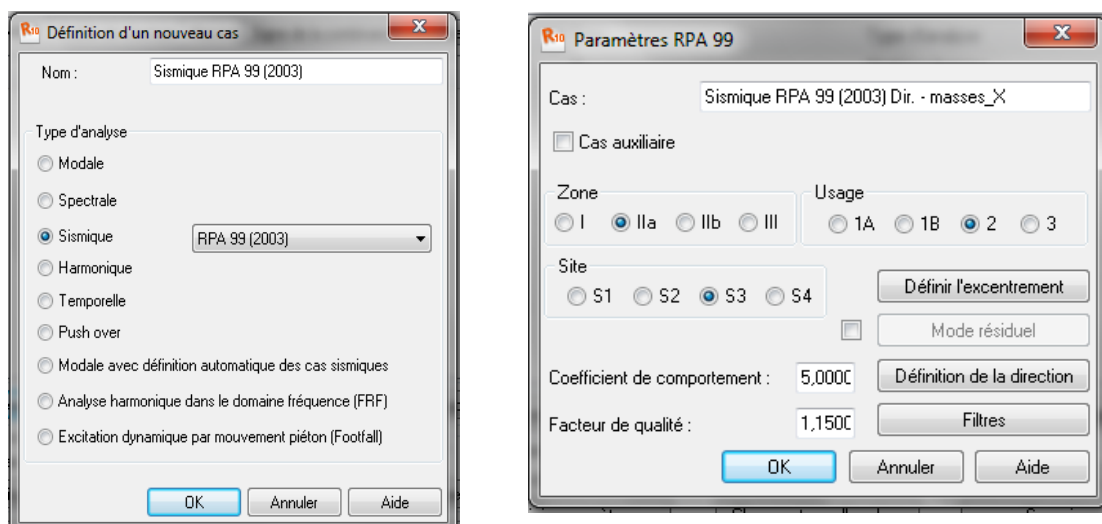 Définition d'un nouveau cas
Nom :
Sismique RPA 99 (2003)
Type d'analyse
Modale
Spectrale
Sismique
RPA 99 (2003)
Harmonique
Temporelle
Push over
Modale avec définition automatique des cas sismiques
Analyse harmonique dans le domaine fréquence (FRF)
Excitation dynamique par mouvement piéton (Footfall)
OK Annuler Aide
Paramètres RPA 99
Cas : Sismique RPA 99 (2003) Dir. - masses_X
Cas auxiliaire
Zone
I IIa IIb III
Usage
1A 1B 2 3
Site
S1 S2 S3 S4
Définir l'excentrement
Mode résiduel
Coefficient de comportement : 5,000
Définition de la direction
Facteur de qualité : 1,150
Filtres
OK Annuler Aide